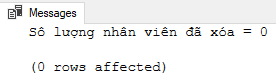 Messages
Số lượng nhân viên đã xóa = 0
(0 rows affected)